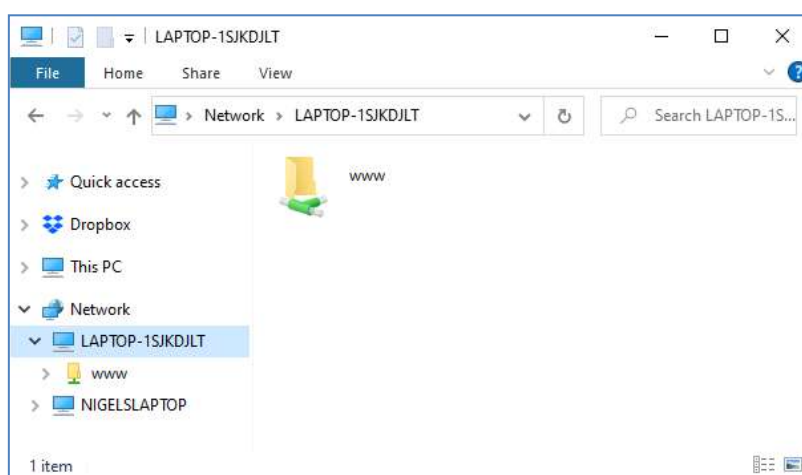 LAPTOP-1SJKDJLT
File Home Share View
?
Network LAPTOP-1SJKDJLT
Search LAPTOP-1S...
Quick access
Dropbox
This PC
Network
LAPTOP-1SJKDJLT
www
NIGELSLAPTOP
www
1 item